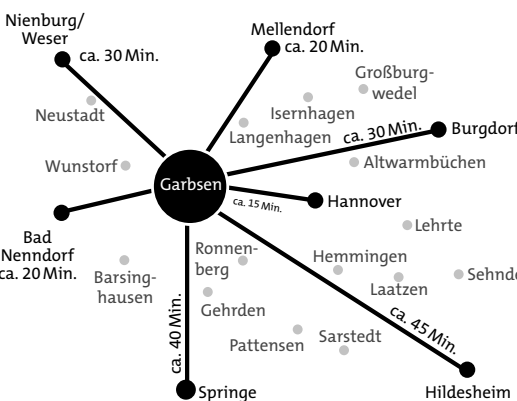 Nienburg/
Weser
ca. 30 Min.
Mellendorf
ca. 20 Min.
Großburg-
wedel
Neustadt
Isernhagen
Langenhagen
ca. 30 Min.
Burgdorf
Wunstorf
Altwarmbüchen
Garbsen
ca. 15 Min.
Hannover
Bad
Nenndorf
ca. 20 Min.
Lehrte
Ronnen-
berg
Hemmingen
Barsing-
hausen
Laatzen
Gehrden
ca. 40 Min.
ca. 45 Min.
Pattensen
Sarstedt
Springe
Hildesheim